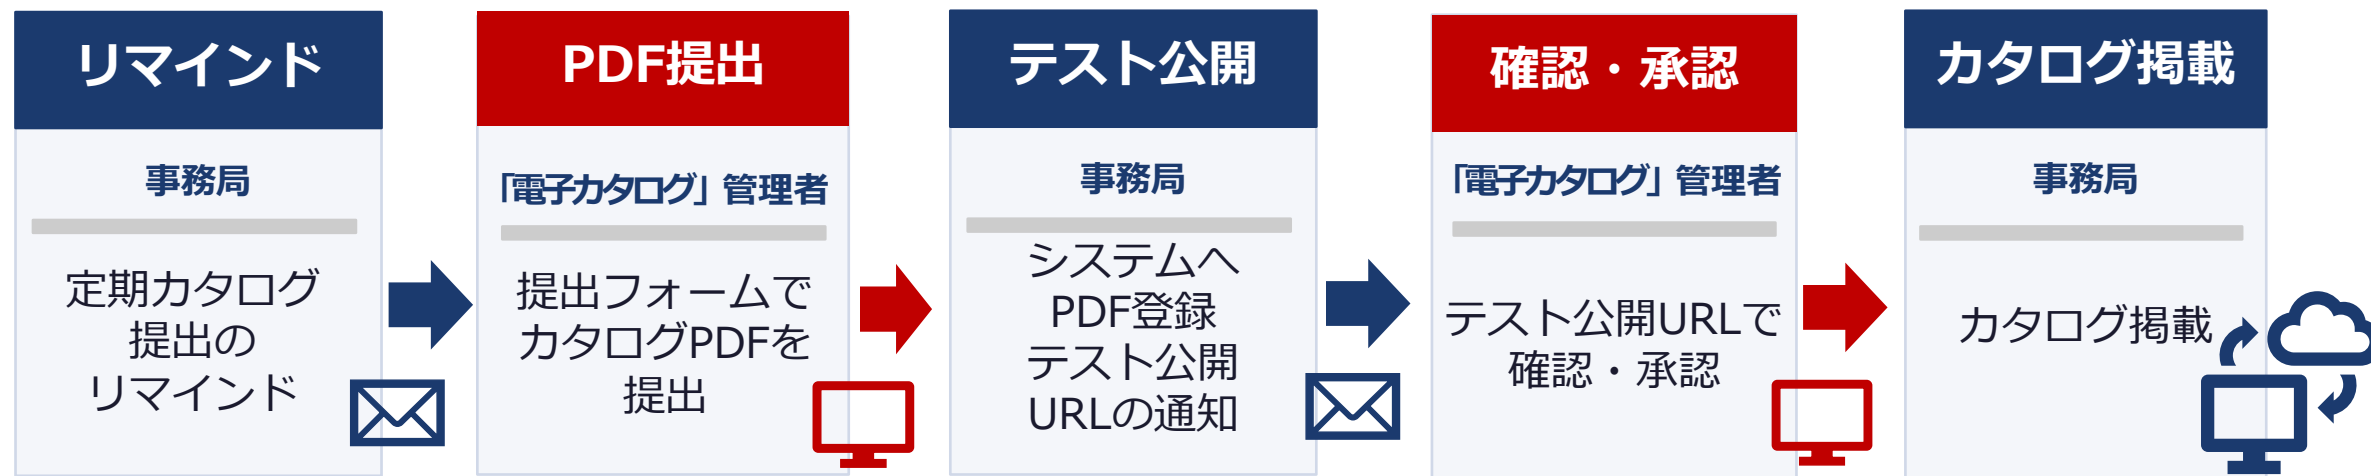 リマインド
事務局
定期カタログ
提出の
リマインド
PDF提出
「電子カタログ」管理者
提出フォームで
カタログPDFを
提出
テスト公開
事務局
システムへ
PDF登録
テスト公開
URLの通知
確認・承認
「電子カタログ」管理者
テスト公開URLで
確認・承認
カタログ掲載
事務局
カタログ掲載